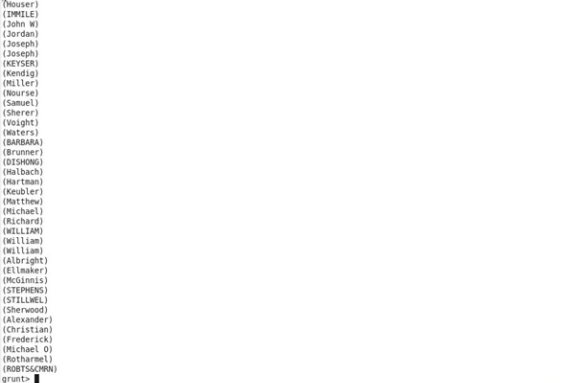 (Houser)
(IMMILE)
(John W)
(Jordan)
(Joseph)
(Joseph)
(KEYSER)
(Kendig)
(Miller)
(Nourse)
(Samuel)
(Sherer)
(Voight)
(Waters)
(BARBARA)
(Brunner)
(DISHONG)
(Halbach)
(Hartman)
(Keubler)
(Matthew)
(Michael)
(Richard)
(WILLIAM)
(William)
(William)
(Albright)
(Ellmaker)
(McGinnis)
(STEPHENS)
(STILLWEL)
(Sherwood)
(Alexander)
(Christian)
(Frederick)
(Michael O)
(Rotharmel)
(ROBTS&CMRN)
grunt>